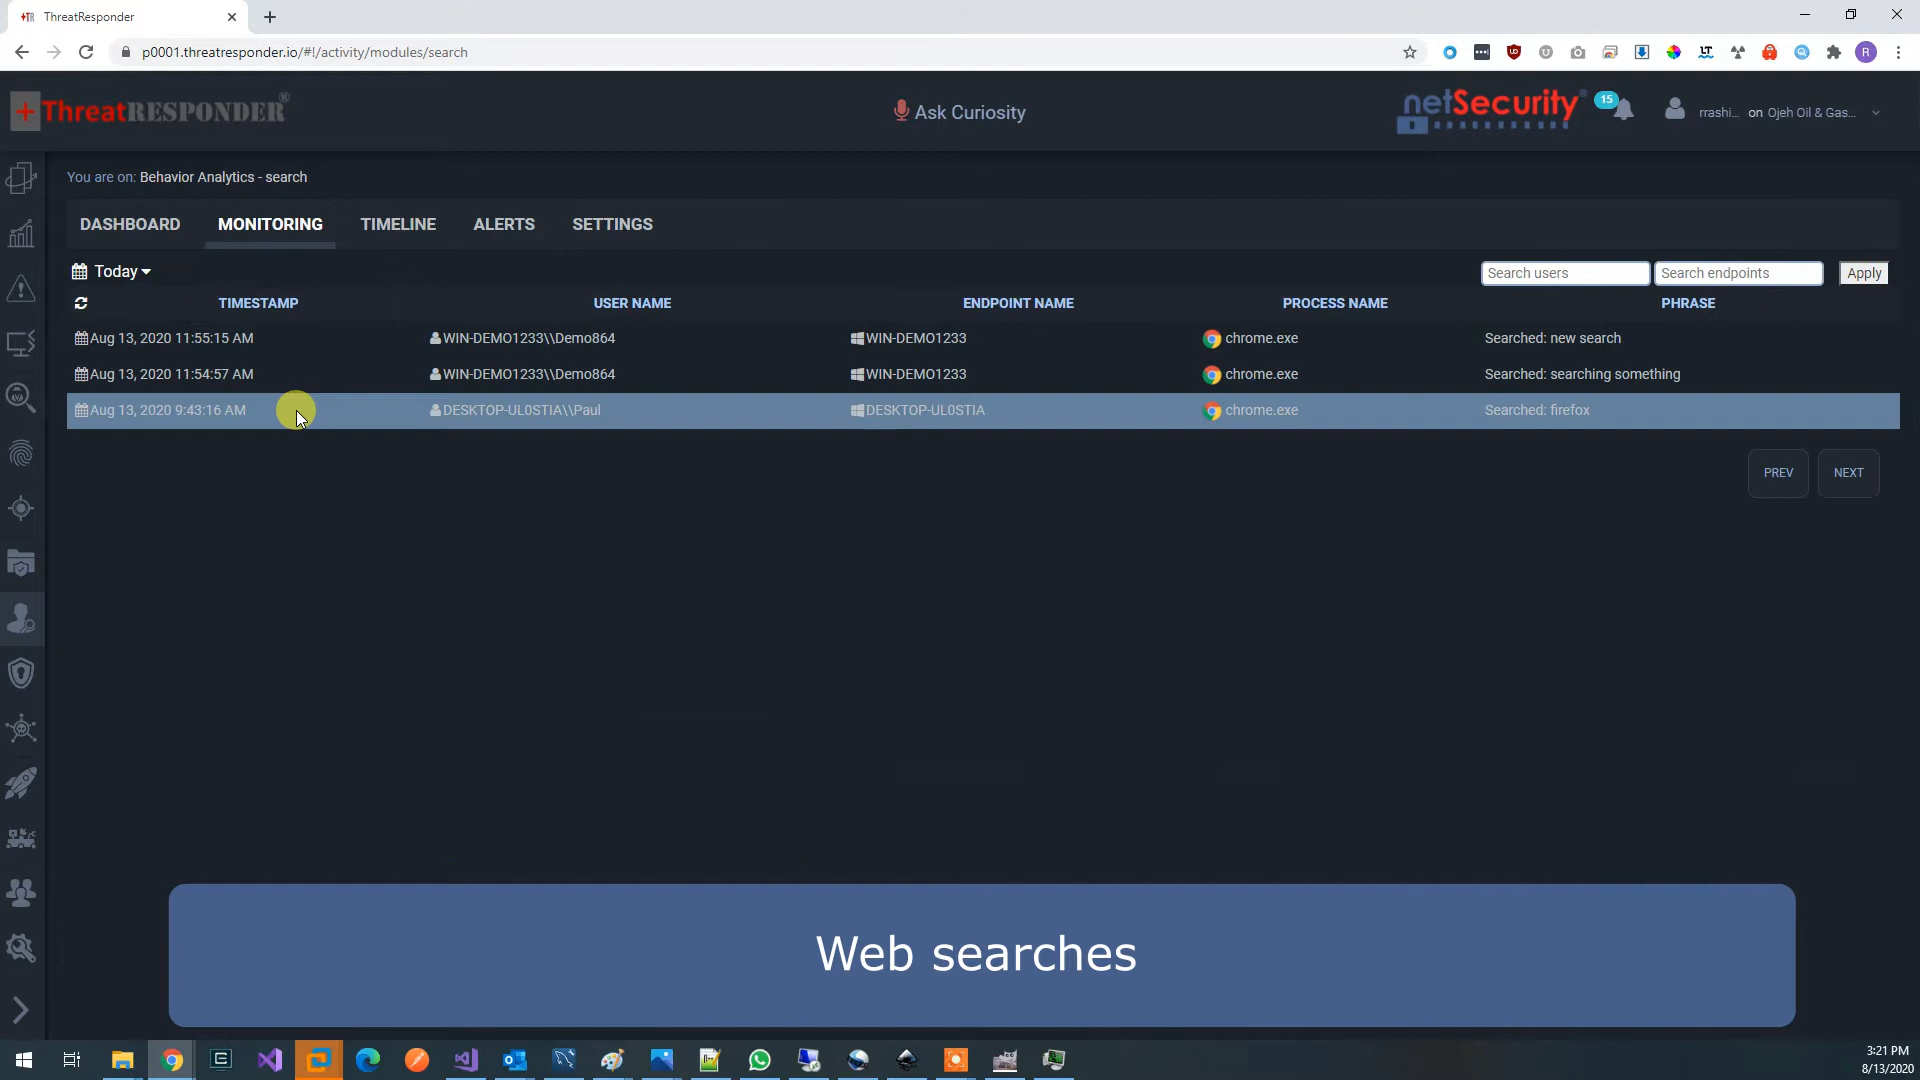 ThreatResponder
p0001.threatresponder.io/#!/activity/modules/search
R
+ThreatRESPONDER®
Ask Curiosity
netSecurity®
15
rrashi... on Ojeh Oil & Gas...
You are on: Behavior Analytics - search
DASHBOARD MONITORING TIMELINE ALERTS SETTINGS
Today
Search users Search endpoints Apply
TIMESTAMP USER NAME ENDPOINT NAME PROCESS NAME PHRASE
Aug 13, 2020 11:55:15 AM WIN-DEMO1233\\Demo864 WIN-DEMO1233 chrome.exe Searched: new search
Aug 13, 2020 11:54:57 AM WIN-DEMO1233\\Demo864 WIN-DEMO1233 chrome.exe Searched: searching something
Aug 13, 2020 9:43:16 AM DESKTOP-UL0STIA\\Paul DESKTOP-UL0STIA chrome.exe Searched: firefox
PREV NEXT
Web searches
3:21 PM
8/13/2020